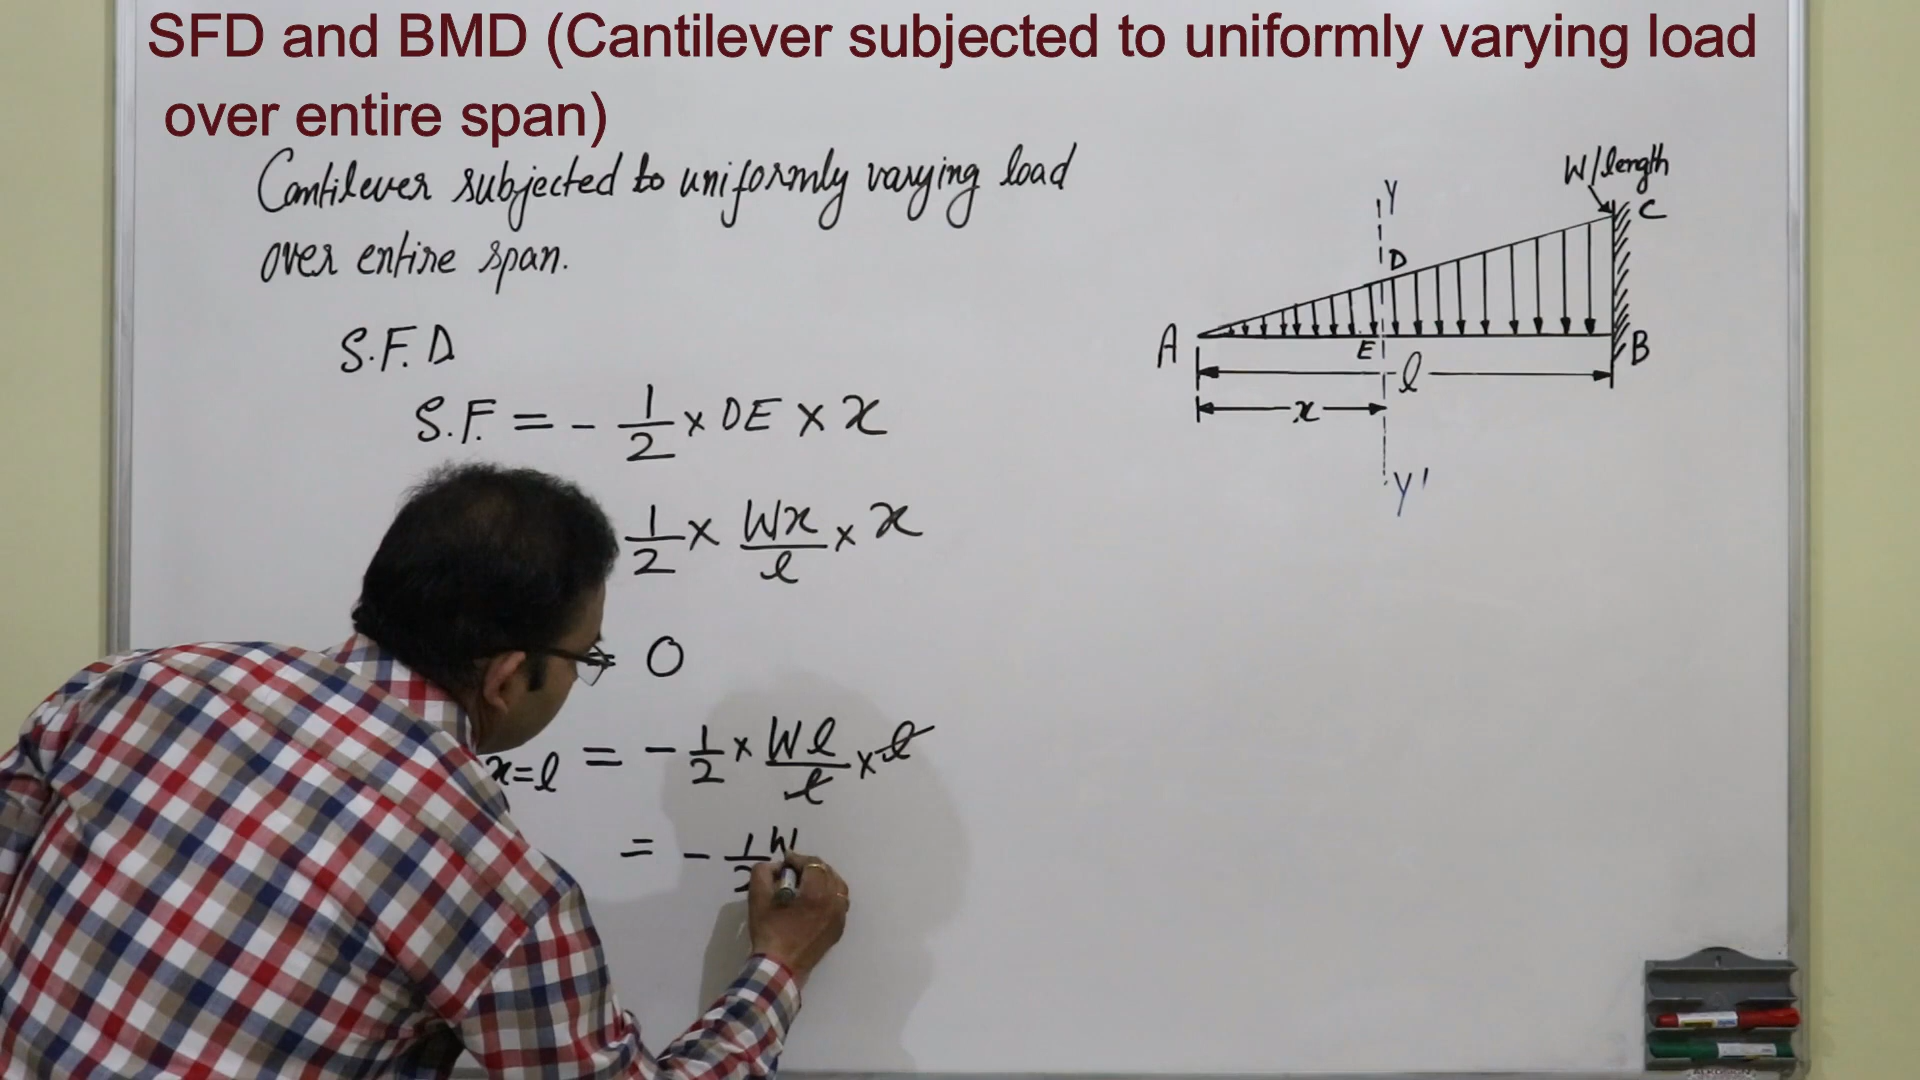 SFD and BMD (Cantilever subjected to uniformly varying load
over entire span)
Cantilever subjected to uniformly varying load
over entire span.
W/length
C
Y
D
A
E
B
l
x
Y'
S.F.D
S.F. = - 1/2 × DE × x
1/2 × Wx/l × x
= 0
x=l = - 1/2 × Wl/l × l
= - 1/2 W